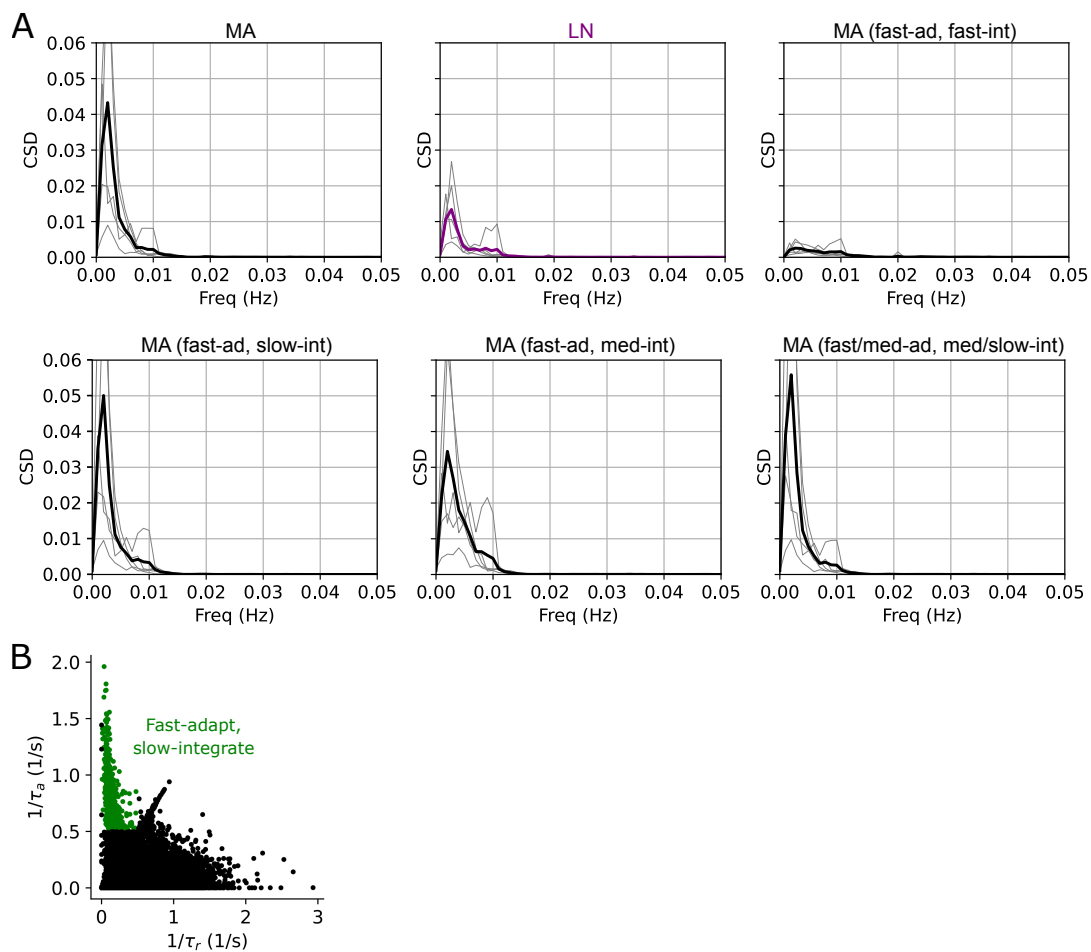 A
MA
LN
MA (fast-ad, fast-int)
0.06
0.05
0.04
0.03
0.02
0.01
0.00
CSD
CSD
CSD
0.00 0.01 0.02 0.03 0.04 0.05
0.00 0.01 0.02 0.03 0.04 0.05
0.00 0.01 0.02 0.03 0.04 0.05
Freq (Hz)
Freq (Hz)
Freq (Hz)
MA (fast-ad, slow-int)
MA (fast-ad, med-int)
MA (fast/med-ad, med/slow-int)
0.06
0.05
0.04
0.03
0.02
0.01
0.00
CSD
CSD
CSD
0.00 0.01 0.02 0.03 0.04 0.05
0.00 0.01 0.02 0.03 0.04 0.05
0.00 0.01 0.02 0.03 0.04 0.05
Freq (Hz)
Freq (Hz)
Freq (Hz)
B
2.0
1.5
1.0
0.5
0.0
1/τa (1/s)
Fast-adapt,
slow-integrate
0 1 2 3
1/τr (1/s)